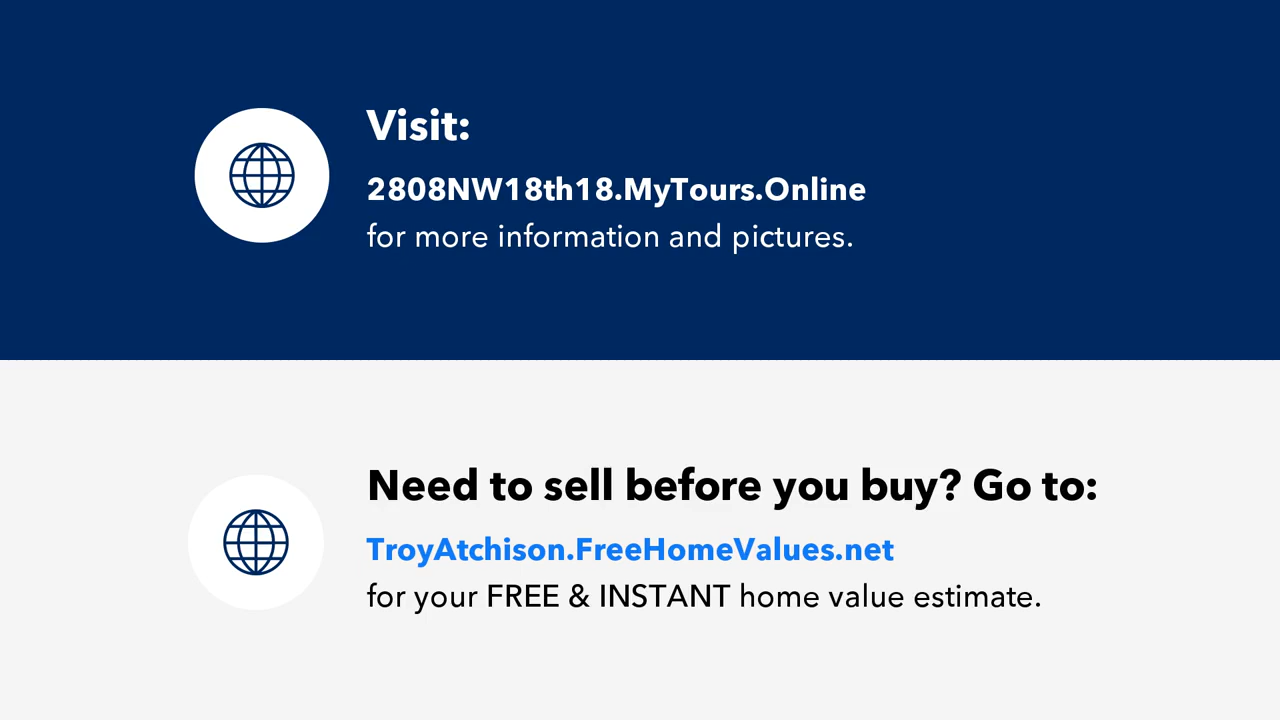 Visit:
2808NW18th18.MyTours.Online
for more information and pictures.
Need to sell before you buy? Go to:
TroyAtchison.FreeHomeValues.net
for your FREE & INSTANT home value estimate.